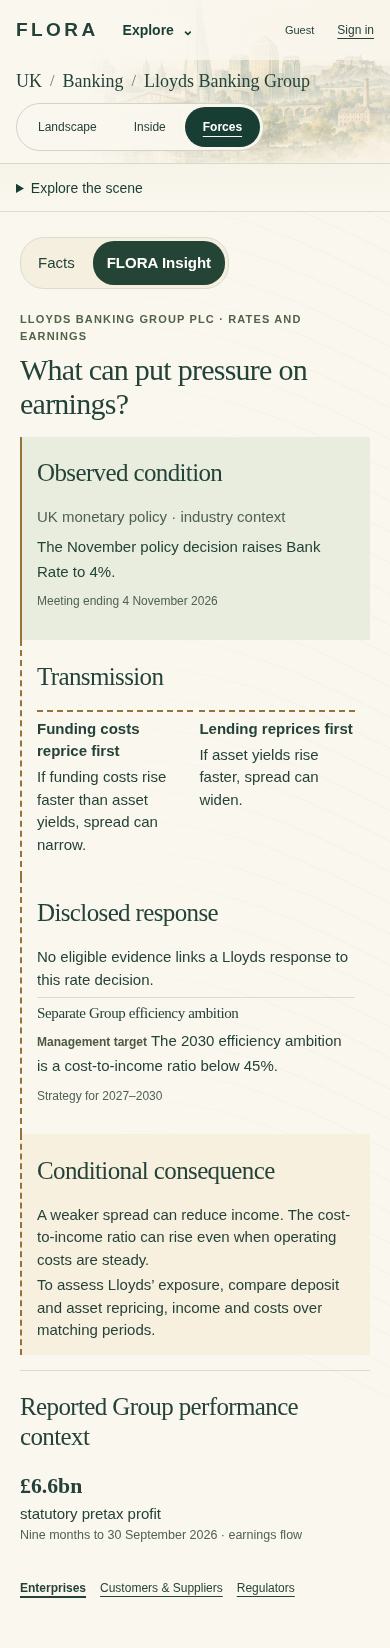 FLORA Explore Guest Sign in
UK / Banking / Lloyds Banking Group
Landscape Inside Forces
Explore the scene
Facts FLORA Insight
LLOYDS BANKING GROUP PLC · RATES AND
EARNINGS
What can put pressure on
earnings?
Observed condition
UK monetary policy · industry context
The November policy decision raises Bank
Rate to 4%.
Meeting ending 4 November 2026
Transmission
Funding costs
reprice first
If funding costs rise
faster than asset
yields, spread can
narrow.
Lending reprices first
If asset yields rise
faster, spread can
widen.
Disclosed response
No eligible evidence links a Lloyds response to
this rate decision.
Separate Group efficiency ambition
Management target The 2030 efficiency ambition
is a cost-to-income ratio below 45%.
Strategy for 2027–2030
Conditional consequence
A weaker spread can reduce income. The cost-
to-income ratio can rise even when operating
costs are steady.
To assess Lloyds’ exposure, compare deposit
and asset repricing, income and costs over
matching periods.
Reported Group performance
context
£6.6bn
statutory pretax profit
Nine months to 30 September 2026 · earnings flow
Enterprises Customers & Suppliers Regulators